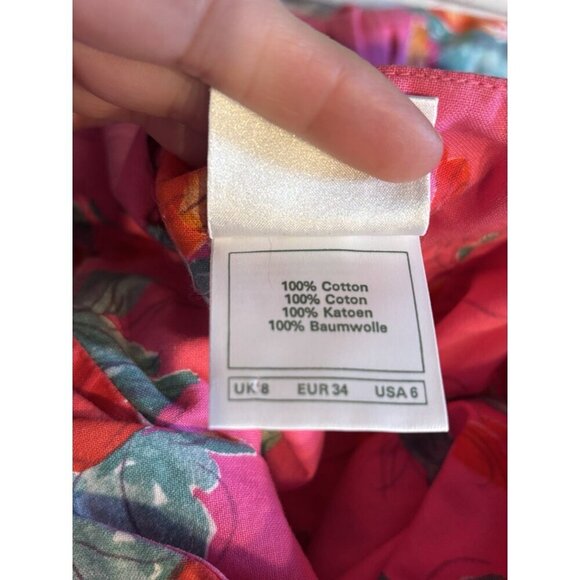 100% Cotton
100% Coton
100% Katoen
100% Baumwolle
UK 8 EUR 34 USA 6